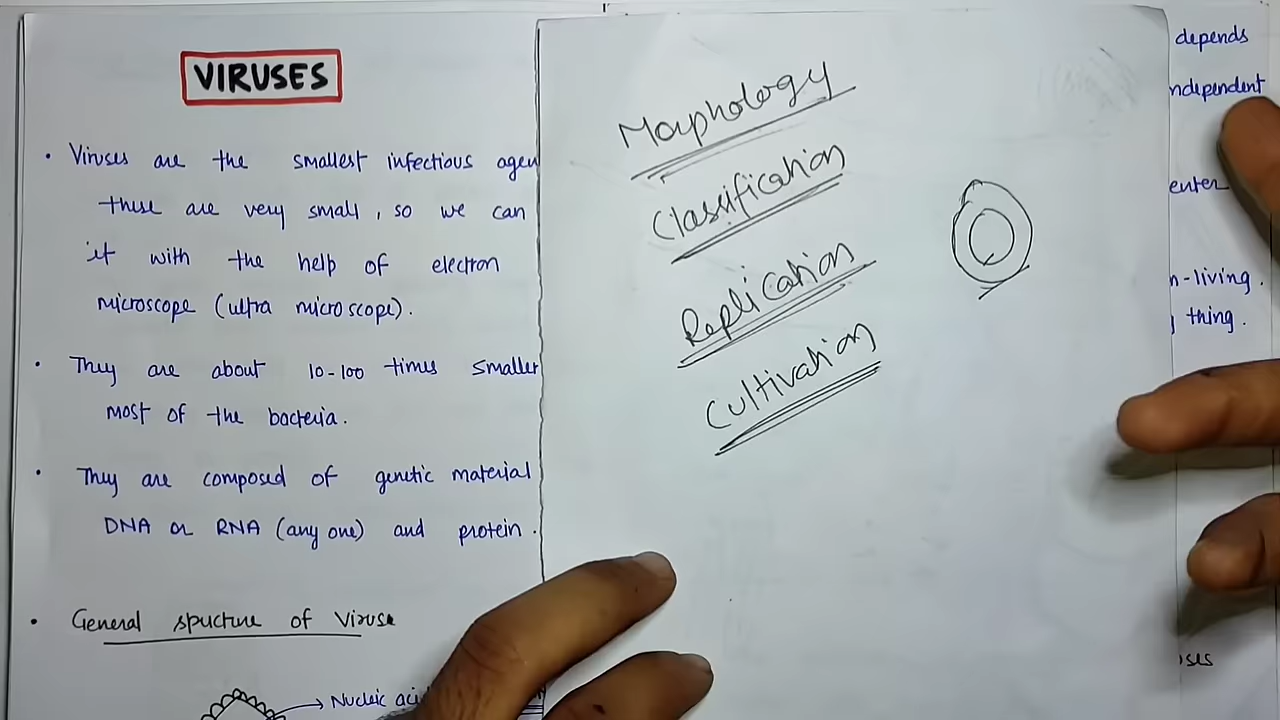 VIRUSES
• Viruses are the smallest infectious agen
these are very small, so we can
it with the help of electron
microscope (ultra microscope).
• They are about 10-100 times smaller
most of the bacteria.
• They are composed of genetic material
DNA or RNA (any one) and protein.
• General structure of Viruse
→ Nucleic aci
Morphology
Classification
Replication
Cultivation
depends
ndependent
enter
n-living.
thing.
ses